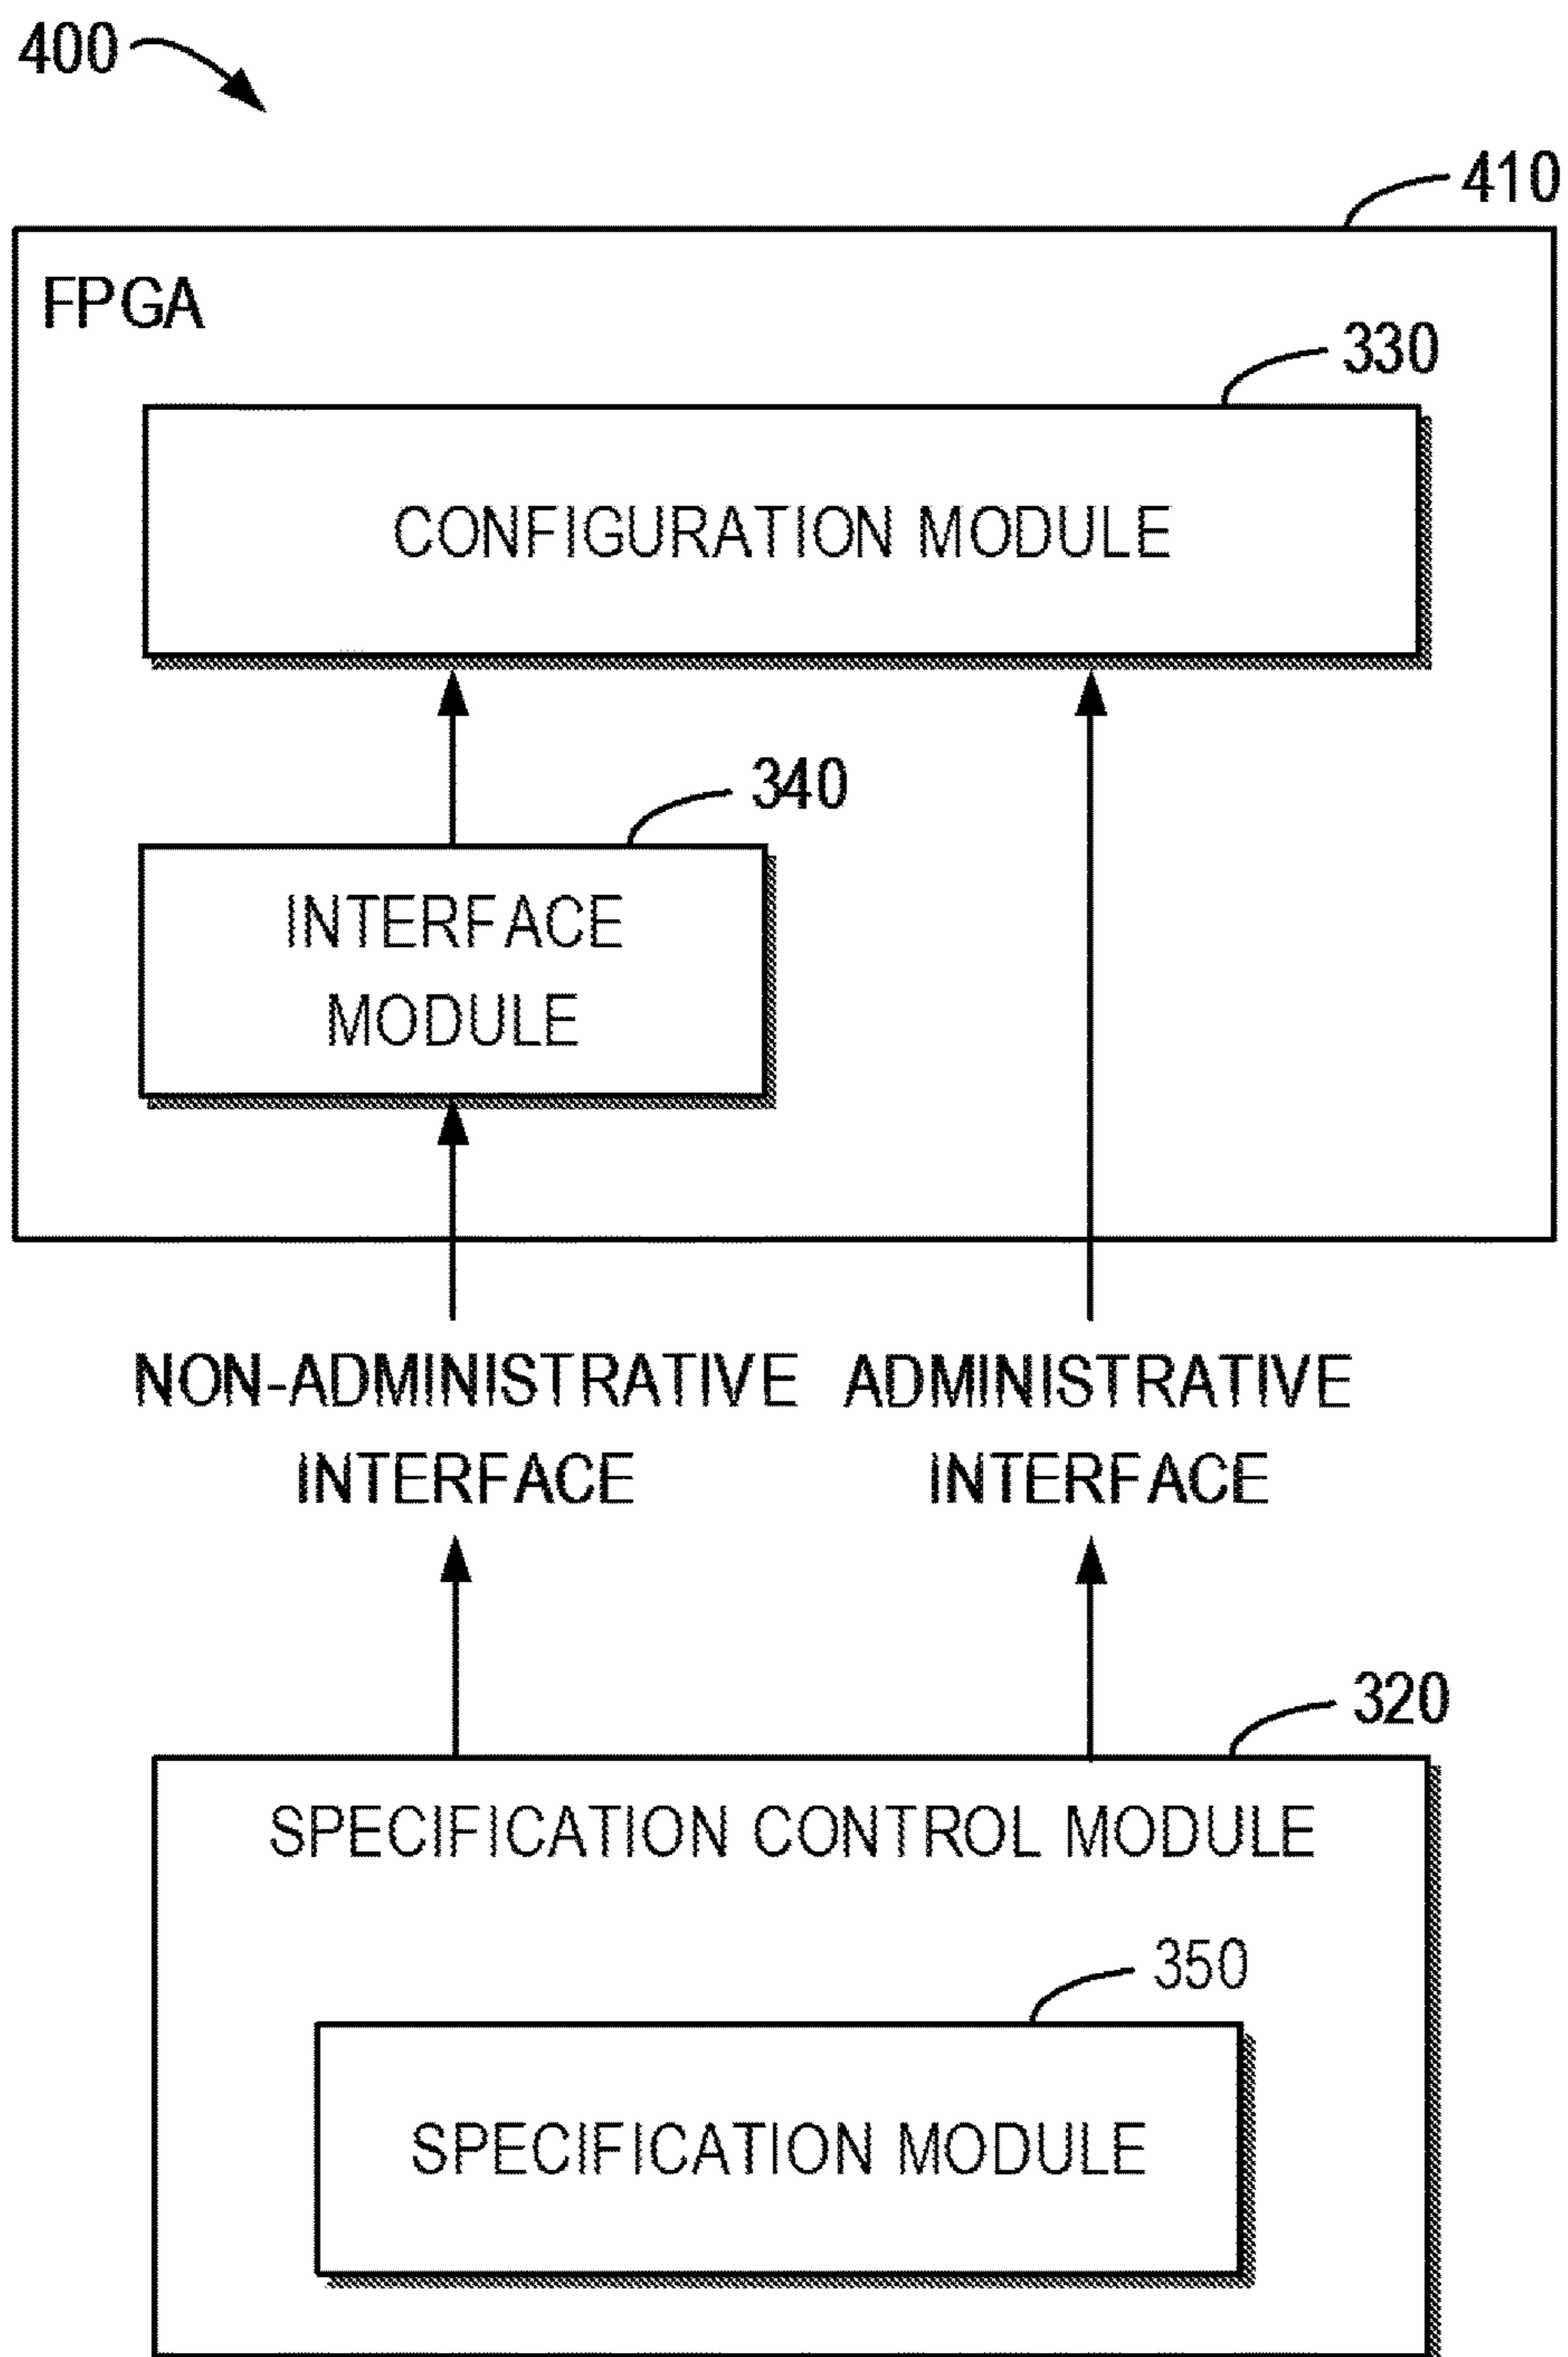 400
410
FPGA
330
CONFIGURATION MODULE
340
INTERFACE
MODULE
NON-ADMINISTRATIVE
INTERFACE
ADMINISTRATIVE
INTERFACE
320
SPECIFICATION CONTROL MODULE
350
SPECIFICATION MODULE